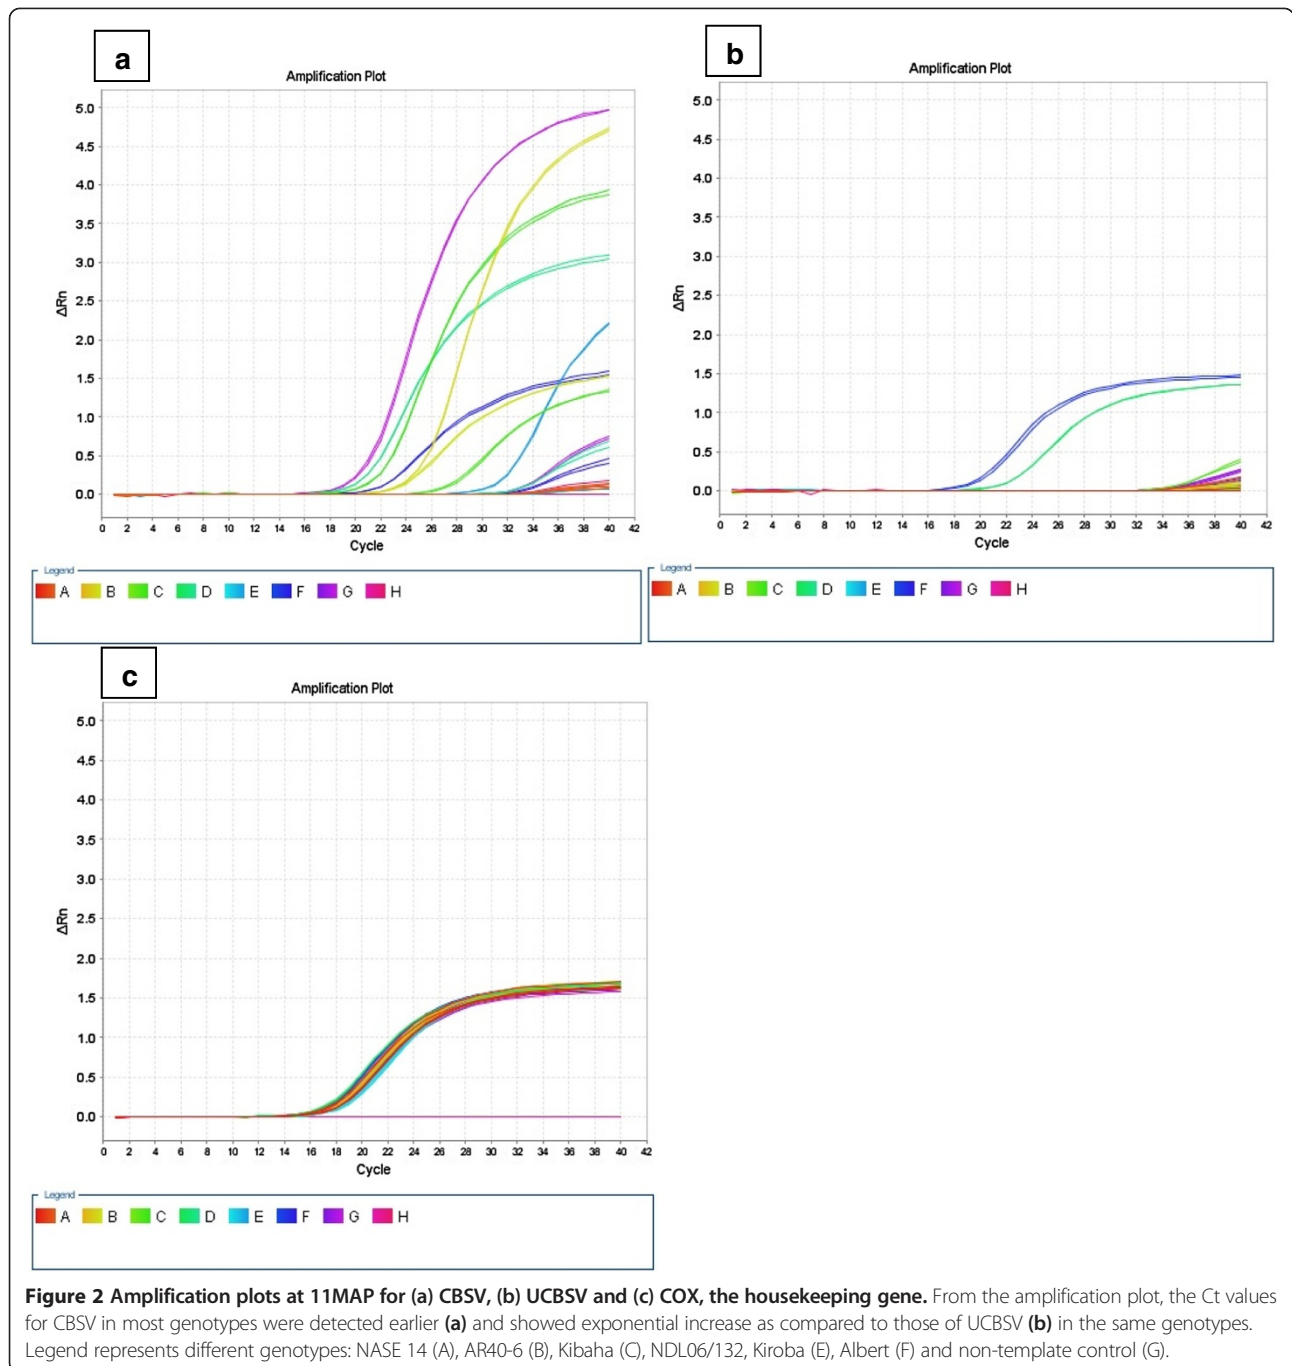 a
Amplification Plot
5.0
4.5
4.0
3.5
3.0
2.5
2.0
1.5
1.0
0.5
0.0
ΔRn
0 2 4 6 8 10 12 14 16 18 20 22 24 26 28 30 32 34 36 38 40 42
Cycle
Legend
A B C D E F G H
b
Amplification Plot
5.0
4.5
4.0
3.5
3.0
2.5
2.0
1.5
1.0
0.5
0.0
ΔRn
0 2 4 6 8 10 12 14 16 18 20 22 24 26 28 30 32 34 36 38 40 42
Cycle
Legend
A B C D E F G H
c
Amplification Plot
5.0
4.5
4.0
3.5
3.0
2.5
2.0
1.5
1.0
0.5
0.0
ΔRn
0 2 4 6 8 10 12 14 16 18 20 22 24 26 28 30 32 34 36 38 40 42
Cycle
Legend
A B C D E F G H
Figure 2 Amplification plots at 11MAP for (a) CBSV, (b) UCBSV and (c) COX, the housekeeping gene. From the amplification plot, the Ct values
for CBSV in most genotypes were detected earlier (a) and showed exponential increase as compared to those of UCBSV (b) in the same genotypes.
Legend represents different genotypes: NASE 14 (A), AR40-6 (B), Kibaha (C), NDL06/132, Kiroba (E), Albert (F) and non-template control (G).